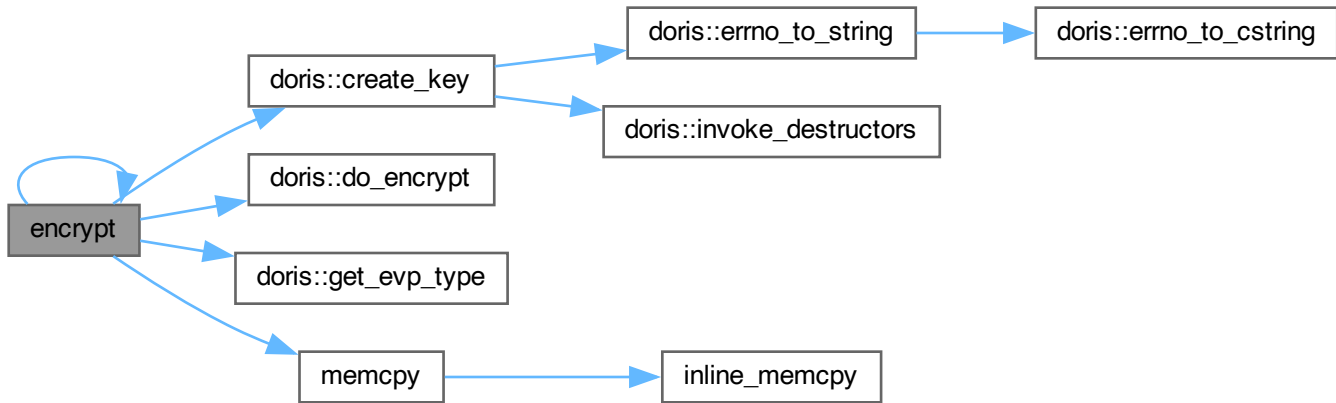 doris::errno_to_string
doris::errno_to_cstring
doris::create_key
doris::invoke_destructors
doris::do_encrypt
encrypt
doris::get_evp_type
memcpy
inline_memcpy